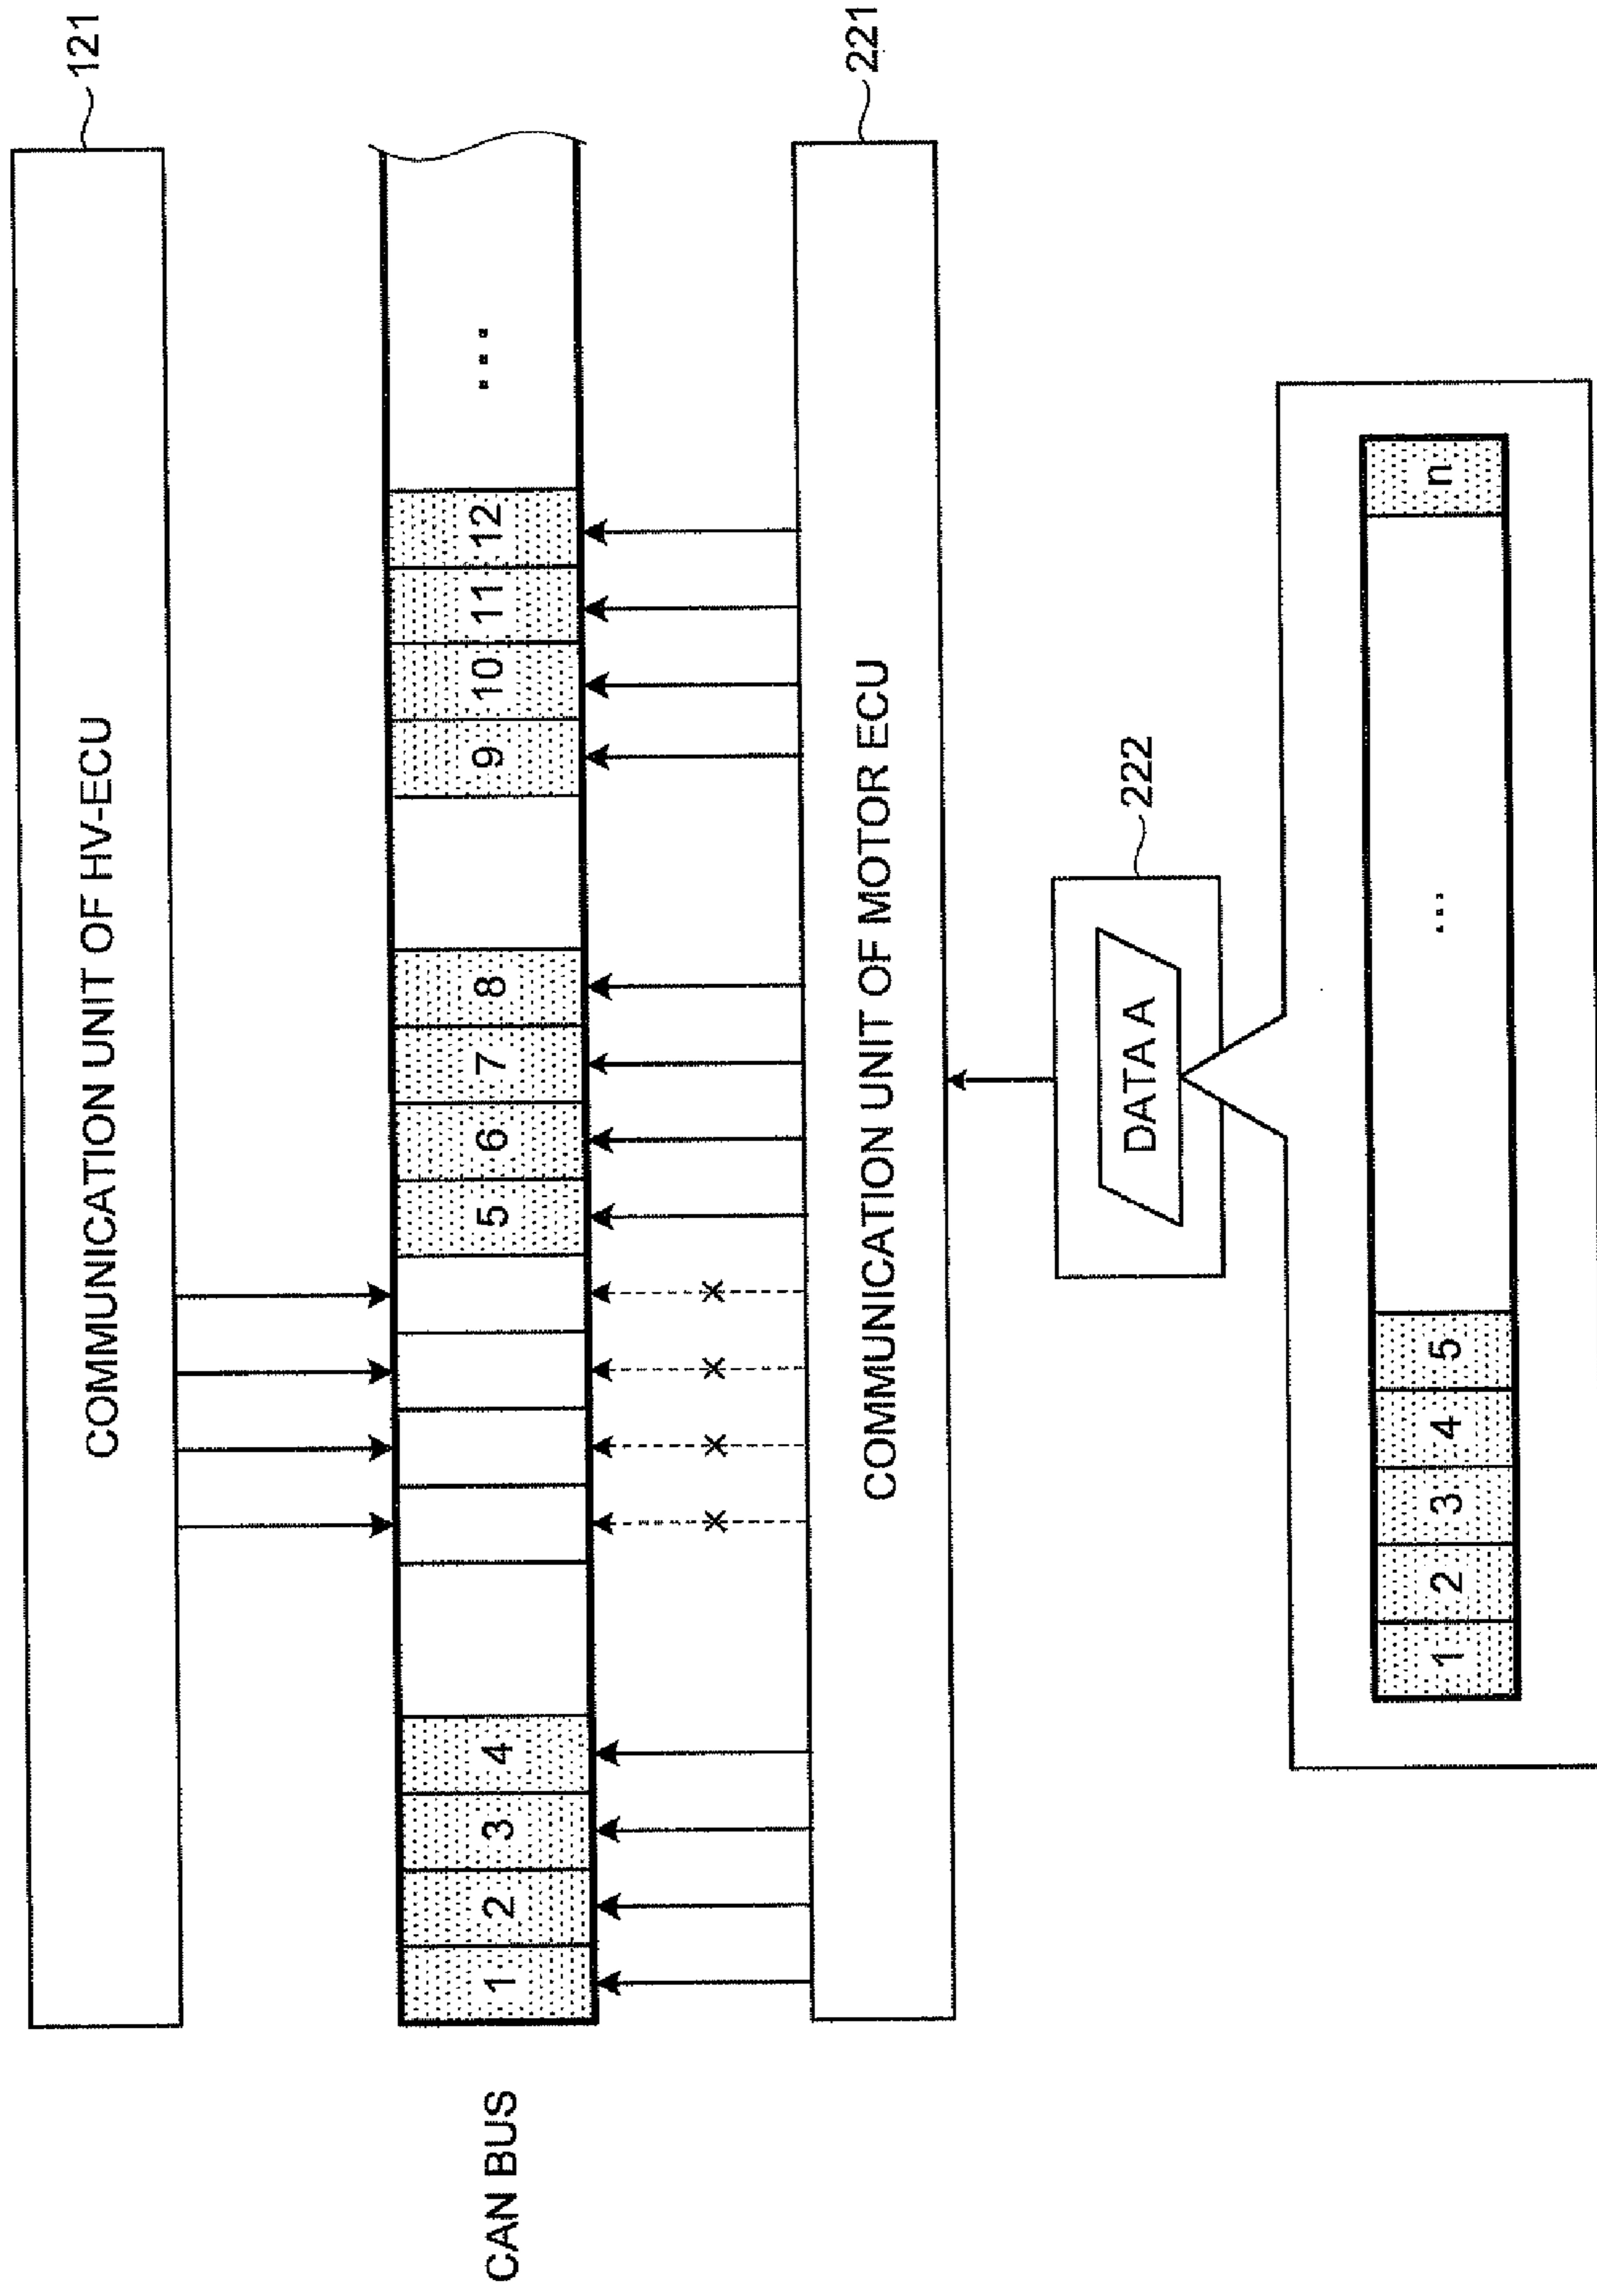 121
COMMUNICATION UNIT OF HV-ECU
CAN BUS
1 2 3 4 5 6 7 8 9 10 11 12 ...
221
COMMUNICATION UNIT OF MOTOR ECU
222
DATA A
1 2 3 4 5 ... n